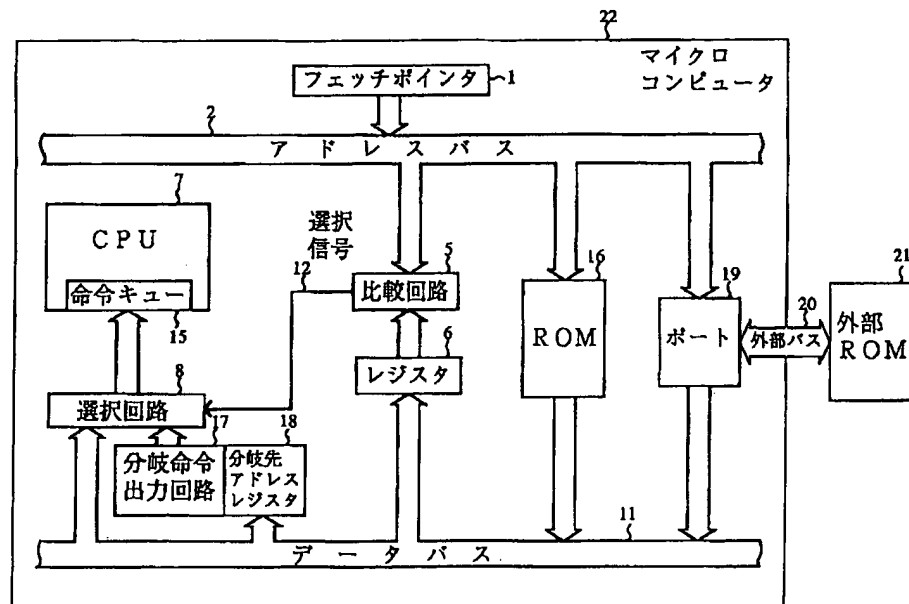 22
マイクロ
コンピュータ
フェッチポインタ
1
2
アドレスバス
7
CPU
命令キュー
15
選択
信号
12
5
比較回路
6
レジスタ
16
ROM
19
ポート
20
外部バス
21
外部
ROM
8
選択回路
17
分岐命令
出力回路
18
分岐先
アドレス
レジスタ
11
データバス